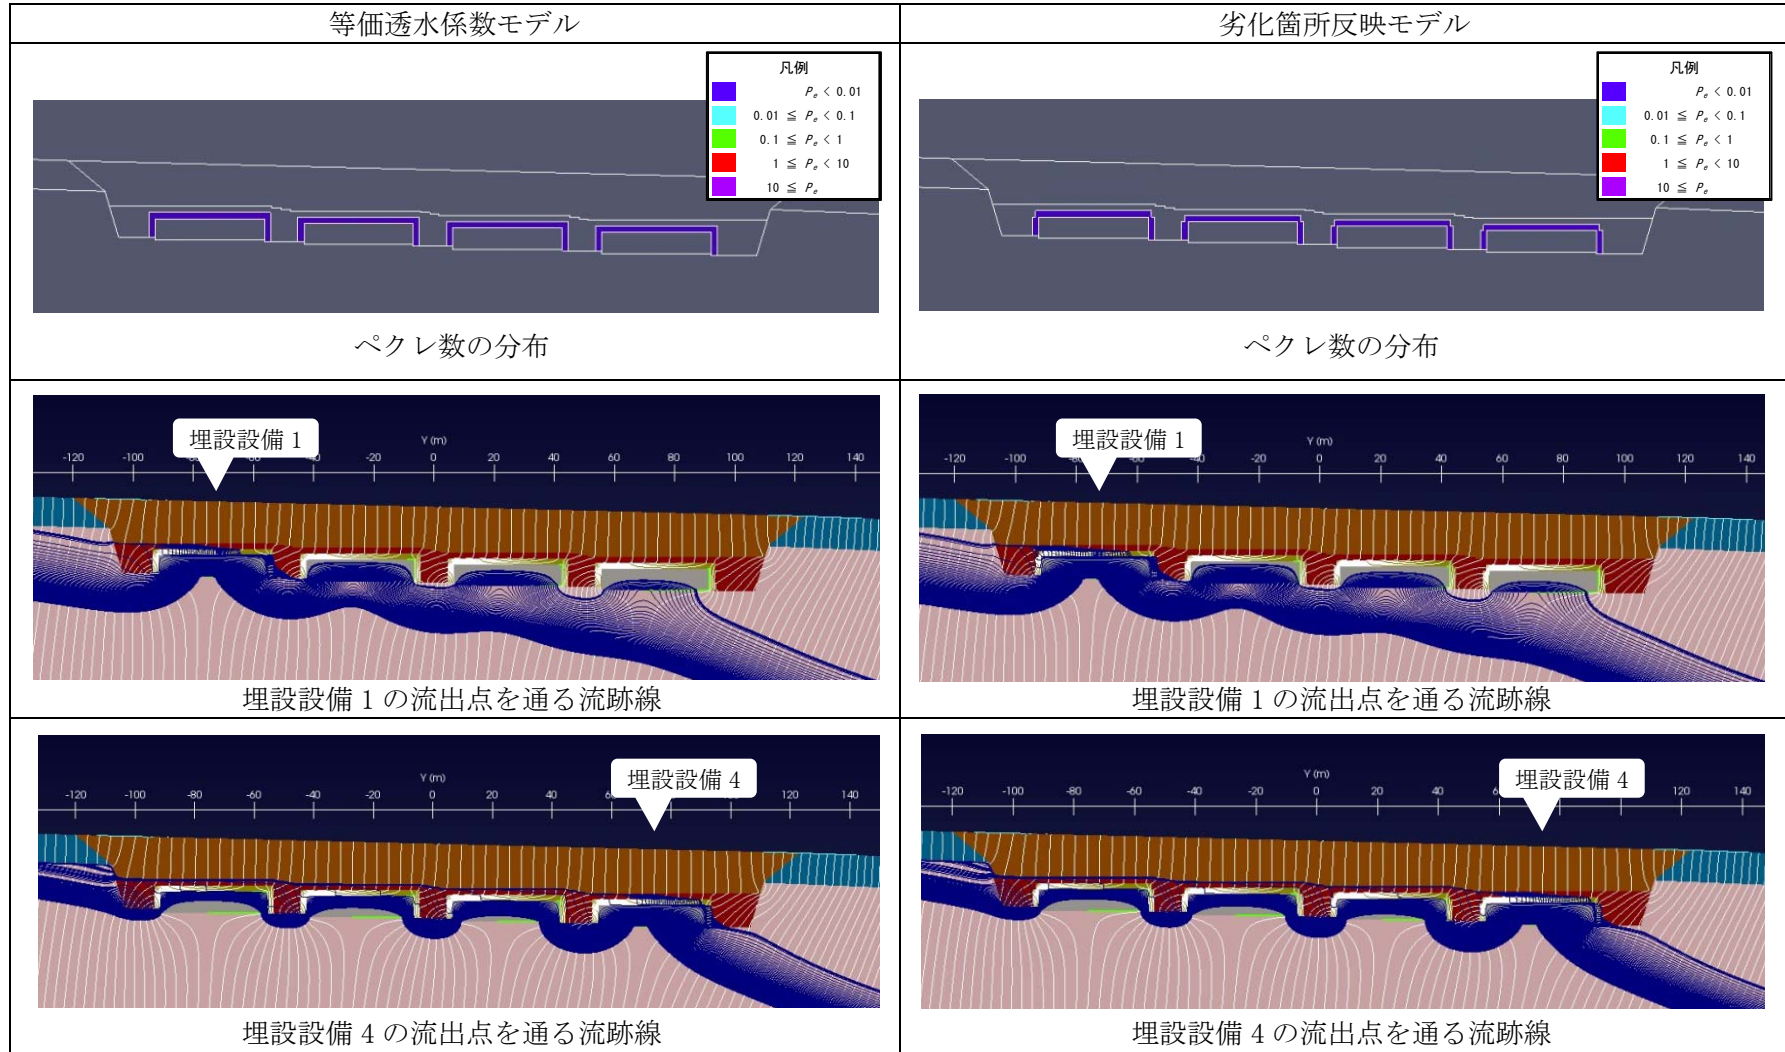 等価透水係数モデル
劣化箇所反映モデル
凡例
Pₑ < 0.01
0.01 ≦ Pₑ < 0.1
0.1 ≦ Pₑ < 1
1 ≦ Pₑ < 10
10 ≦ Pₑ
凡例
Pₑ < 0.01
0.01 ≦ Pₑ < 0.1
0.1 ≦ Pₑ < 1
1 ≦ Pₑ < 10
10 ≦ Pₑ
ペクレ数の分布
ペクレ数の分布
埋設設備 1
Y (m)
-120 -100 -40 -20 0 20 40 60 80 100 120 140
埋設設備 1
Y (m)
-120 -100 -40 -20 0 20 40 60 80 100 120 140
埋設設備 1 の流出点を通る流跡線
埋設設備 1 の流出点を通る流跡線
埋設設備 4
Y (m)
-120 -100 -80 -60 -40 -20 0 20 40 120 140
埋設設備 4
Y (m)
-120 -100 -80 -60 -40 -20 0 20 40 120 140
埋設設備 4 の流出点を通る流跡線
埋設設備 4 の流出点を通る流跡線